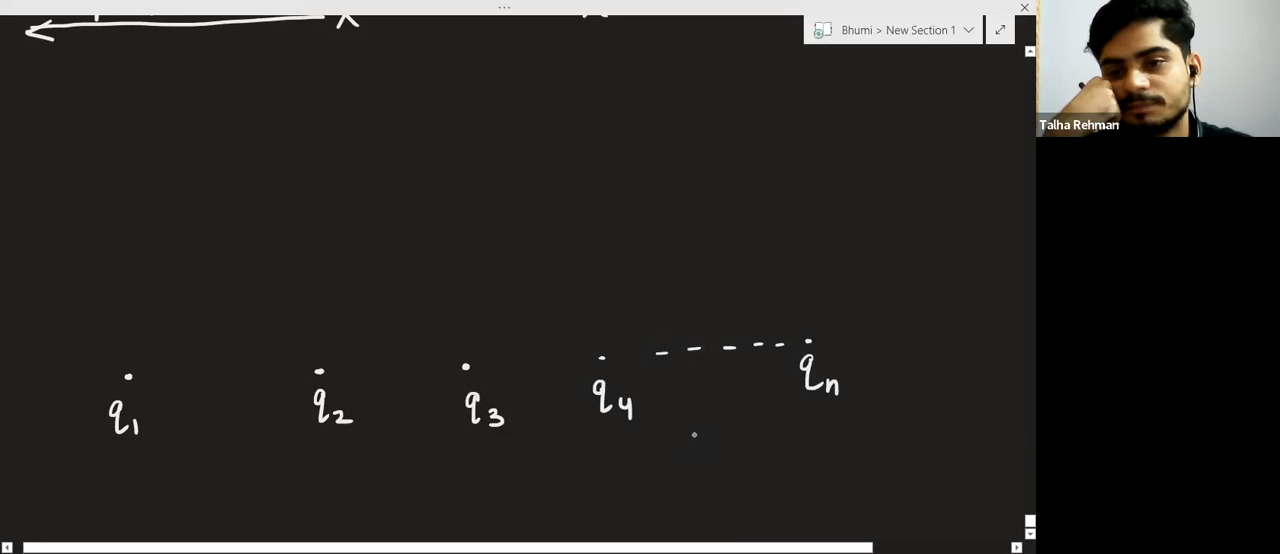 Bhumi > New Section 1
Talha Rehman
q1 q2 q3 q4 ------ qn